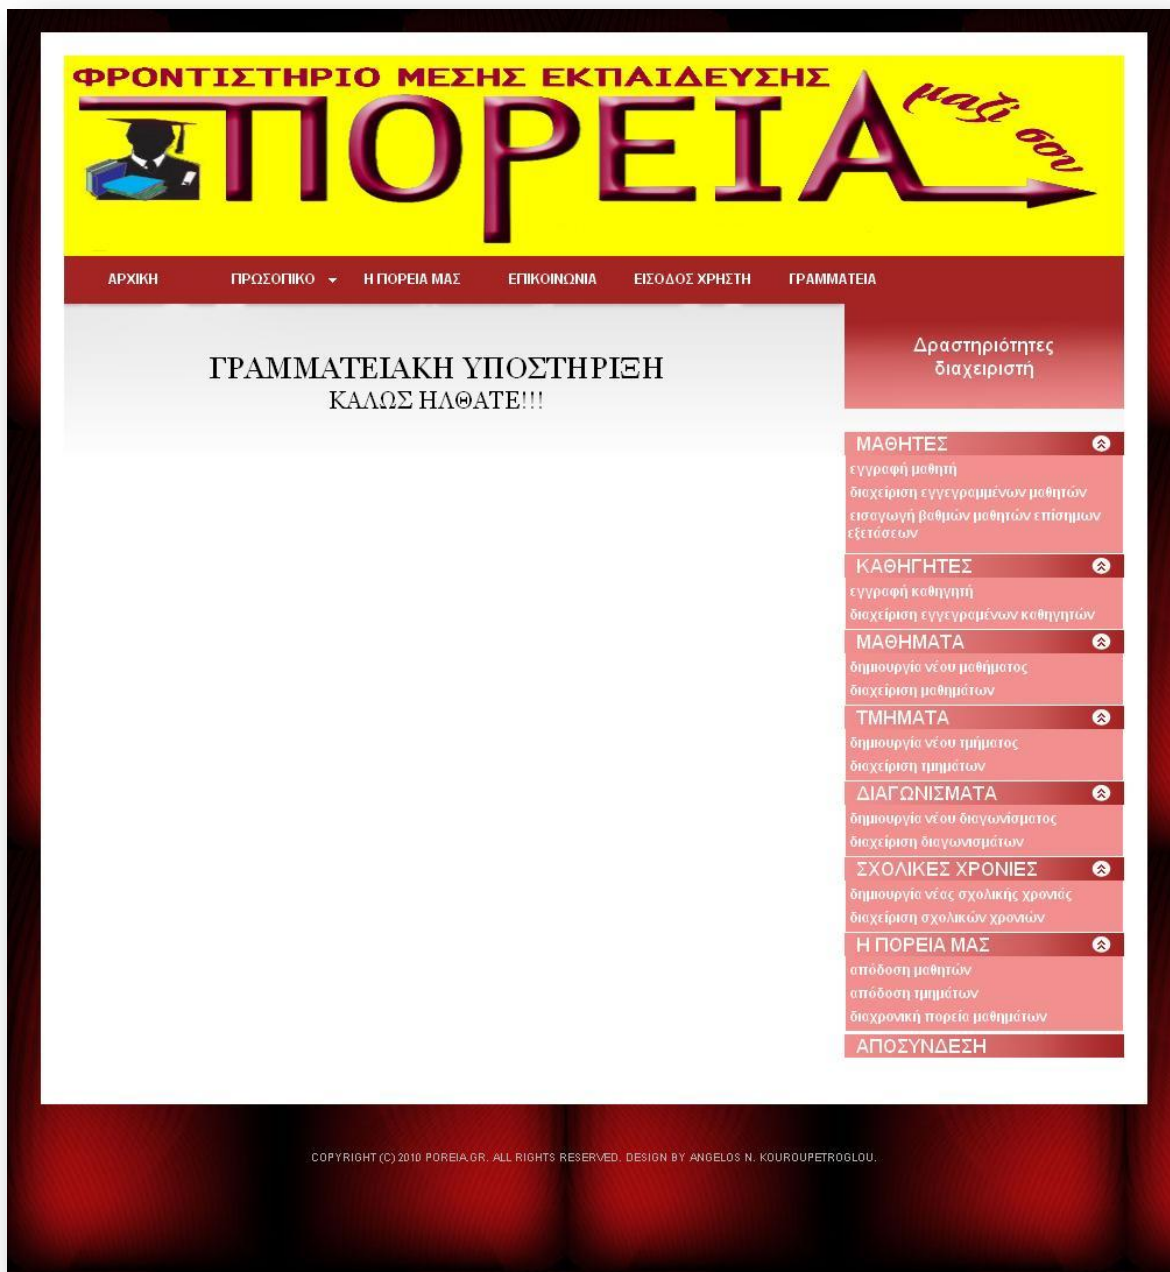 ΦΡΟΝΤΙΣΤΗΡΙΟ ΜΕΣΗΣ ΕΚΠΑΙΔΕΥΣΗΣ
ΠΟΡΕΙΑ
μαζί σου
ΑΡΧΙΚΗ ΠΡΟΣΩΠΙΚΟ Η ΠΟΡΕΙΑ ΜΑΣ ΕΠΙΚΟΙΝΩΝΙΑ ΕΙΣΟΔΟΣ ΧΡΗΣΤΗ ΓΡΑΜΜΑΤΕΙΑ
ΓΡΑΜΜΑΤΕΙΑΚΗ ΥΠΟΣΤΗΡΙΞΗ
ΚΑΛΩΣ ΗΛΘΑΤΕ!!!
Δραστηριότητες
διαχειριστή
ΜΑΘΗΤΕΣ
εγγραφή μαθητή
διαχείριση εγγεγραμμένων μαθητών
εισαγωγή βαθμών μαθητών επίσημων
εξετάσεων
ΚΑΘΗΓΗΤΕΣ
εγγραφή καθηγητή
διαχείριση εγγεγραμένων καθηγητών
ΜΑΘΗΜΑΤΑ
δημιουργία νέου μαθήματος
διαχείριση μαθημάτων
ΤΜΗΜΑΤΑ
δημιουργία νέου τμήματος
διαχείριση τμημάτων
ΔΙΑΓΩΝΙΣΜΑΤΑ
δημιουργία νέου διαγωνίσματος
διαχείριση διαγωνισμάτων
ΣΧΟΛΙΚΕΣ ΧΡΟΝΙΕΣ
δημιουργία νέας σχολικής χρονιάς
διαχείριση σχολικών χρονιών
Η ΠΟΡΕΙΑ ΜΑΣ
απόδοση μαθητών
απόδοση τμημάτων
διαχρονική πορεία μαθημάτων
ΑΠΟΣΥΝΔΕΣΗ
COPYRIGHT (C) 2010 POREIA.GR. ALL RIGHTS RESERVED. DESIGN BY ANGELOS N. KOUROUPETROGLOU.